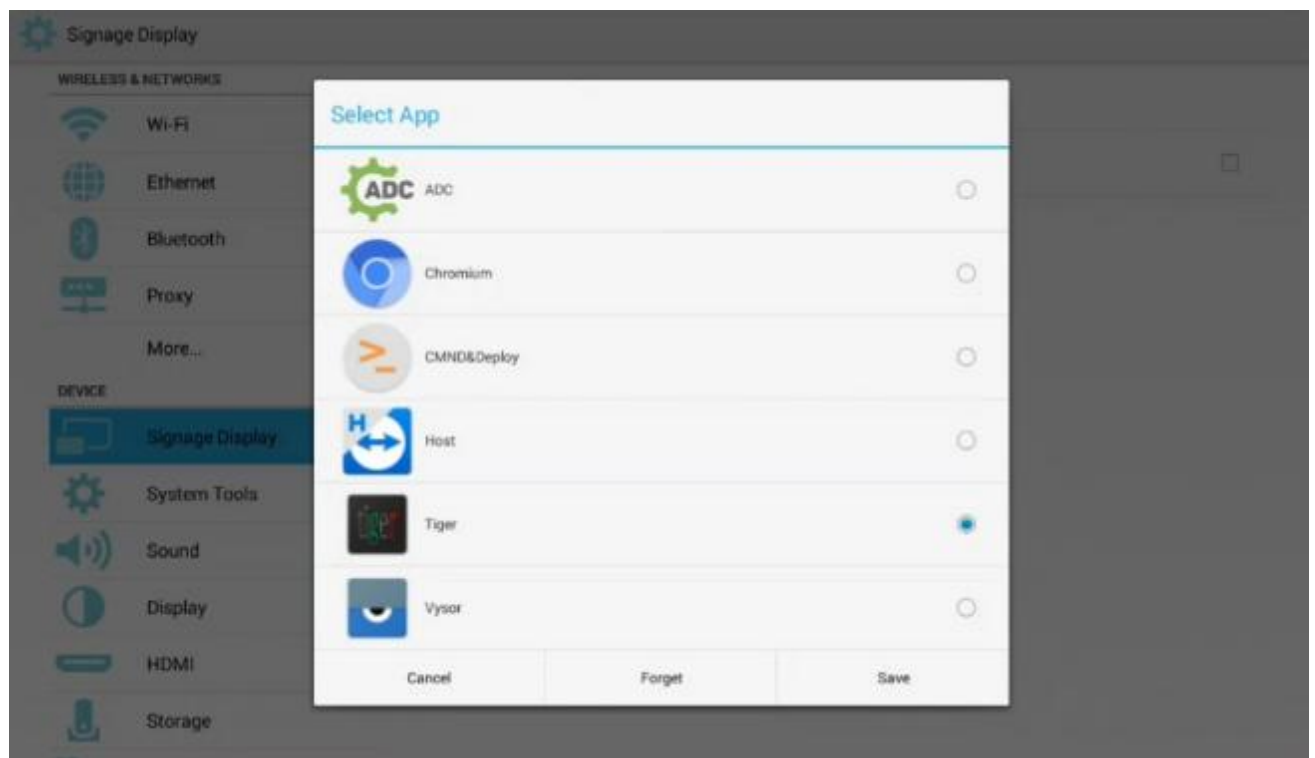 Signage Display
WIRELESS & NETWORKS
Wi-Fi
Ethernet
Bluetooth
Proxy
More...
DEVICE
Signage Display
System Tools
Sound
Display
HDMI
Storage
Select App
ADC ADC
Chromium
>_ CMND&Deploy
H Host
tiger Tiger
Vysor
Cancel Forget Save